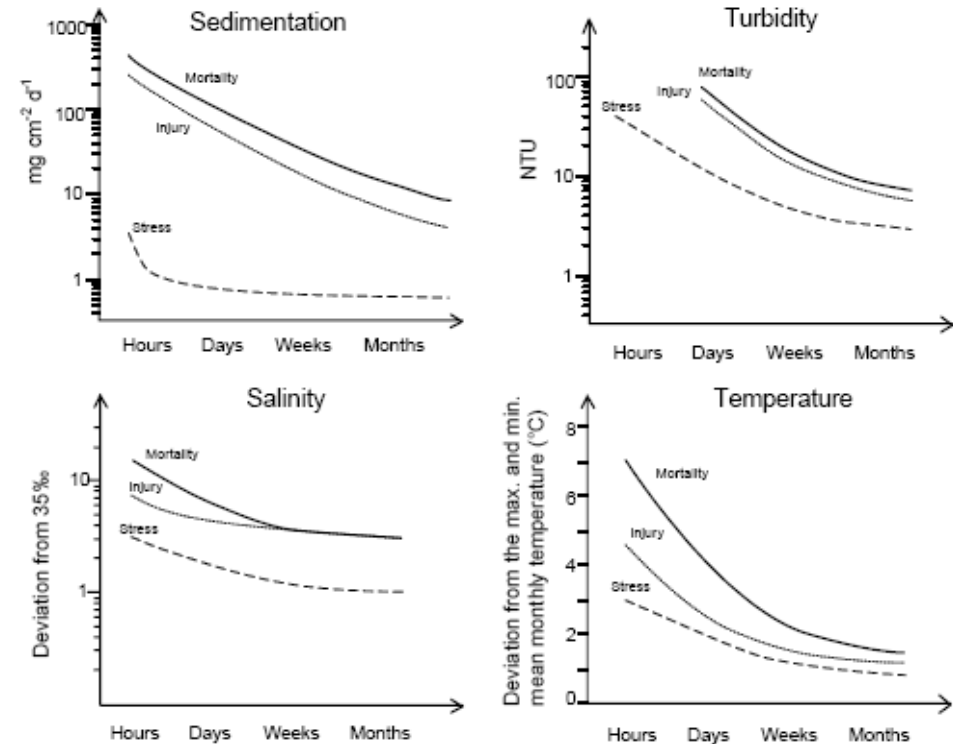 Sedimentation
1000
100
10
1
mg cm-2 d-1
Mortality
Injury
Stress
Hours Days Weeks Months
Turbidity
100
10
1
NTU
Mortality
Stress
Injury
Hours Days Weeks Months
Salinity
10
1
Deviation from 35‰
Mortality
Injury
Stress
Hours Days Weeks Months
Temperature
8
6
4
2
0
Deviation from the max. and min.
mean monthly temperature (°C)
Mortality
Injury
Stress
Hours Days Weeks Months